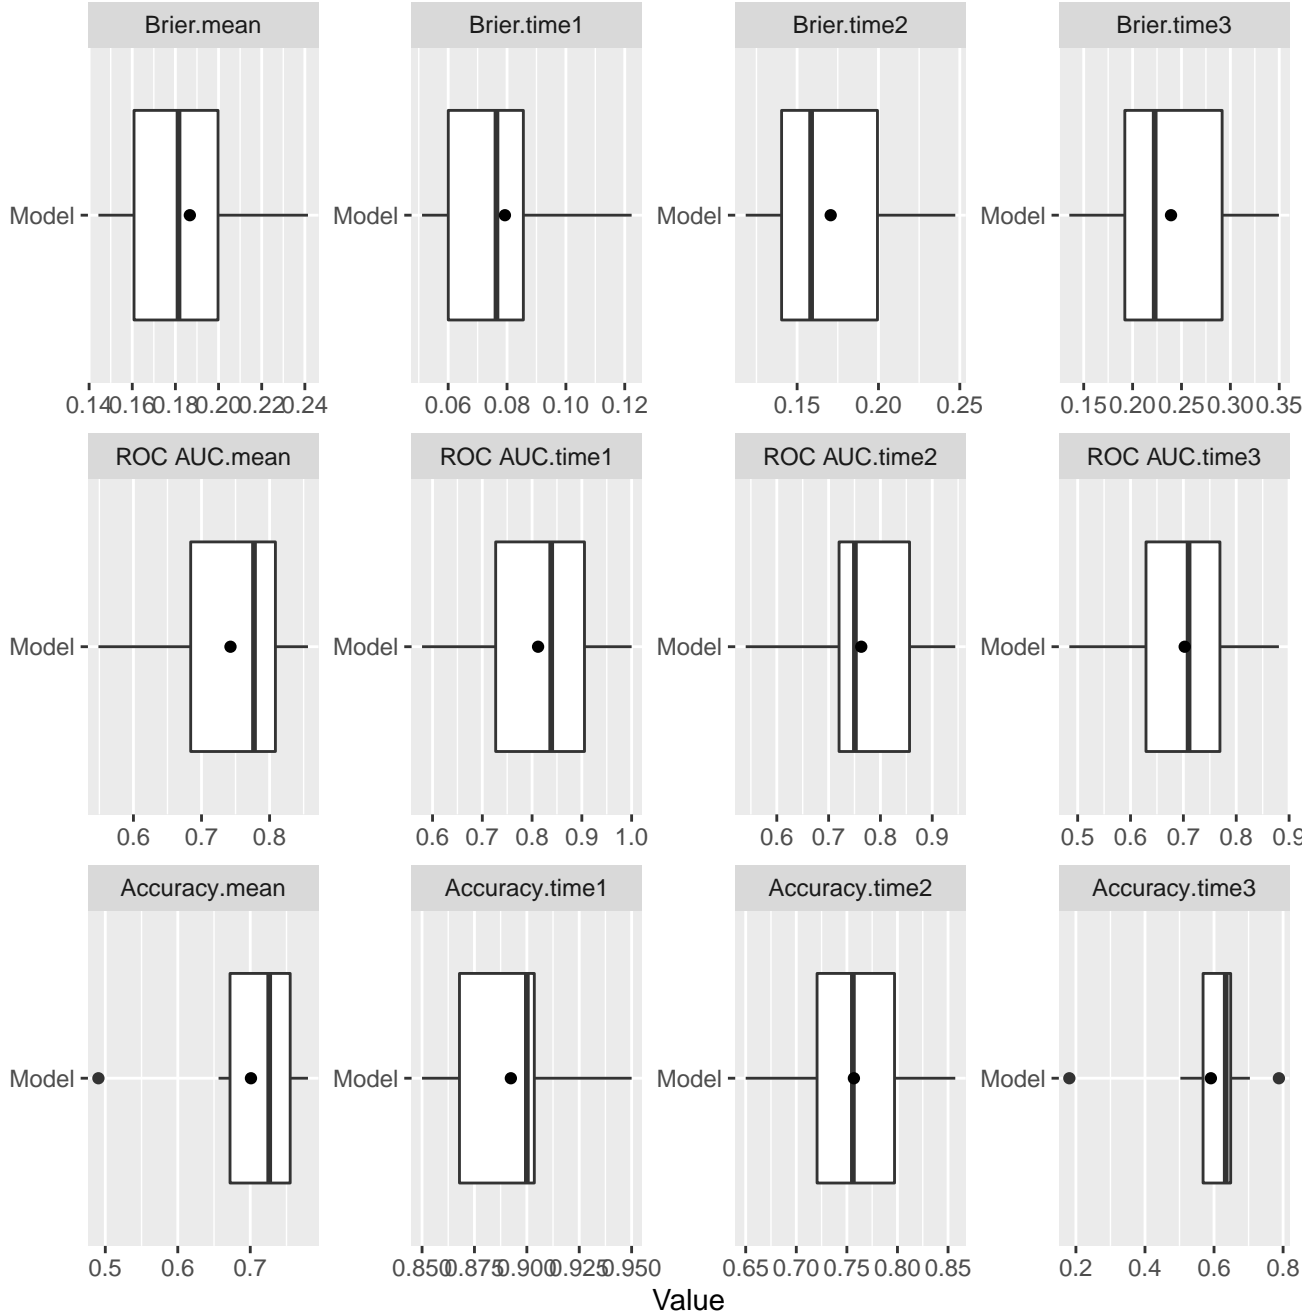 Brier.mean Brier.time1 Brier.time2 Brier.time3
Model Model Model Model
0.14 0.16 0.18 0.20 0.22 0.24 0.06 0.08 0.10 0.12 0.15 0.20 0.25 0.15 0.20 0.25 0.30 0.35
ROC AUC.mean ROC AUC.time1 ROC AUC.time2 ROC AUC.time3
Model Model Model Model
0.6 0.7 0.8 0.6 0.7 0.8 0.9 1.0 0.6 0.7 0.8 0.9 0.5 0.6 0.7 0.8 0.9
Accuracy.mean Accuracy.time1 Accuracy.time2 Accuracy.time3
Model Model Model Model
0.5 0.6 0.7 0.850 0.875 0.900 0.925 0.950 0.65 0.70 0.75 0.80 0.85 0.2 0.4 0.6 0.8
Value